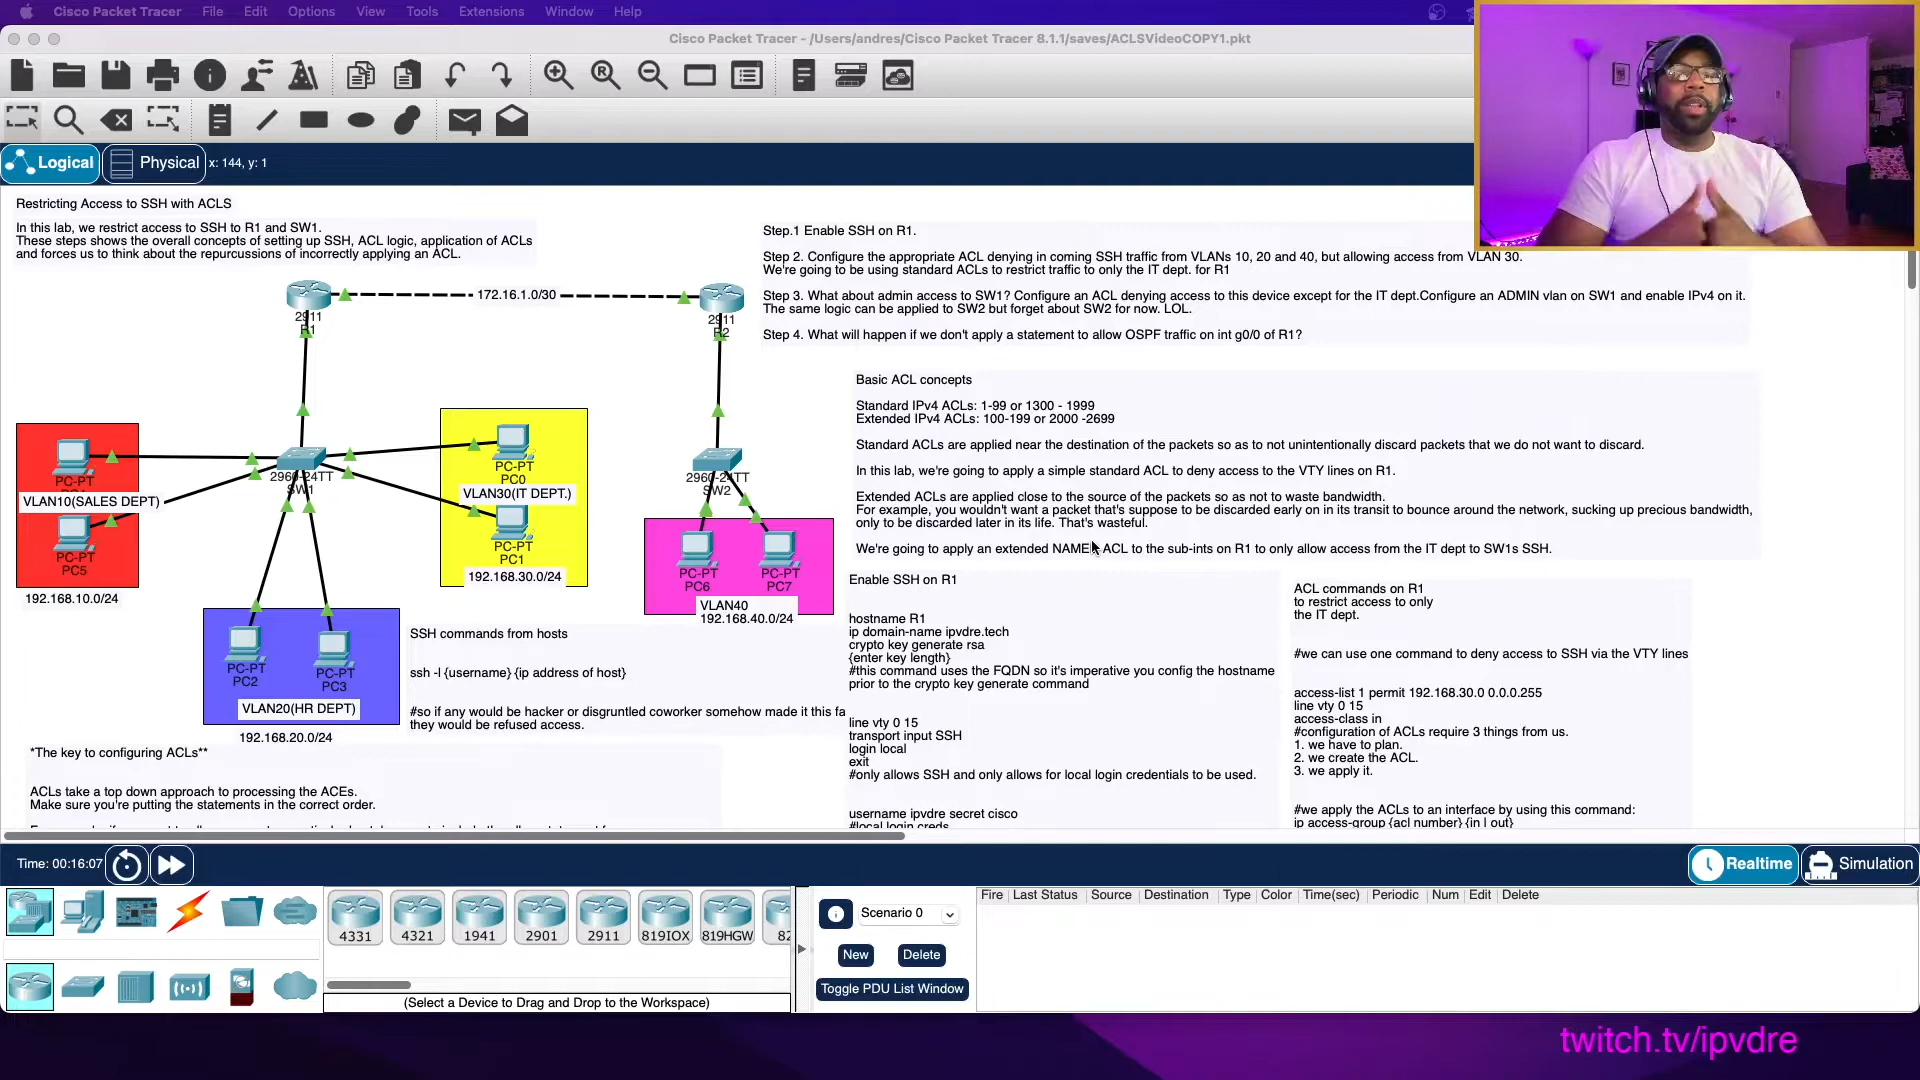 Cisco Packet Tracer File Edit Options View Tools Extensions Window Help
Cisco Packet Tracer - /Users/andres/Cisco Packet Tracer 8.1.1/saves/ACLSVideoCOPY1.pkt
Logical Physical x: 144, y: 1
Restricting Access to SSH with ACLS
In this lab, we restrict access to SSH to R1 and SW1.
These steps shows the overall concepts of setting up SSH, ACL logic, application of ACLs
and forces us to think about the repurcussions of incorrectly applying an ACL.
Step.1 Enable SSH on R1.
Step 2. Configure the appropriate ACL denying in coming SSH traffic from VLANs 10, 20 and 40, but allowing access from VLAN 30.
We're going to be using standard ACLs to restrict traffic to only the IT dept. for R1
Step 3. What about admin access to SW1? Configure an ACL denying access to this device except for the IT dept.Configure an ADMIN vlan on SW1 and enable IPv4 on it.
The same logic can be applied to SW2 but forget about SW2 for now. LOL.
Step 4. What will happen if we don't apply a statement to allow OSPF traffic on int g0/0 of R1?
172.16.1.0/30
2911
R1
2911
R2
Basic ACL concepts
Standard IPv4 ACLs: 1-99 or 1300 - 1999
Extended IPv4 ACLs: 100-199 or 2000 -2699
Standard ACLs are applied near the destination of the packets so as to not unintentionally discard packets that we do not want to discard.
In this lab, we're going to apply a simple standard ACL to deny access to the VTY lines on R1.
Extended ACLs are applied close to the source of the packets so as not to waste bandwidth.
For example, you wouldn't want a packet that's suppose to be discarded early on in its transit to bounce around the network, sucking up precious bandwidth,
only to be discarded later in its life. That's wasteful.
We're going to apply an extended NAME ACL to the sub-ints on R1 to only allow access from the IT dept to SW1s SSH.
PC-PT
VLAN10(SALES DEPT)
PC-PT
PC5
192.168.10.0/24
2960-24TT
SW1
PC-PT
PC0
VLAN30(IT DEPT.)
PC-PT
PC1
192.168.30.0/24
2960-24TT
SW2
PC-PT
PC6
PC-PT
PC7
VLAN40
192.168.40.0/24
PC-PT
PC2
PC-PT
PC3
VLAN20(HR DEPT)
192.168.20.0/24
SSH commands from hosts
ssh -l {username} {ip address of host}
#so if any would be hacker or disgruntled coworker somehow made it this fa
they would be refused access.
*The key to configuring ACLs**
ACLs take a top down approach to processing the ACEs.
Make sure you're putting the statements in the correct order.
Enable SSH on R1
hostname R1
ip domain-name ipvdre.tech
crypto key generate rsa
{enter key length}
#this command uses the FQDN so it's imperative you config the hostname
prior to the crypto key generate command
line vty 0 15
transport input SSH
login local
exit
#only allows SSH and only allows for local login credentials to be used.
username ipvdre secret cisco
#local login creds
ACL commands on R1
to restrict access to only
the IT dept.
#we can use one command to deny access to SSH via the VTY lines
access-list 1 permit 192.168.30.0 0.0.0.255
line vty 0 15
access-class in
#configuration of ACLs require 3 things from us.
1. we have to plan.
2. we create the ACL.
3. we apply it.
#we apply the ACLs to an interface by using this command:
ip access-group {acl number} {in | out}
Time: 00:16:07
Realtime Simulation
4331 4321 1941 2901 2911 819IOX 819HGW
(Select a Device to Drag and Drop to the Workspace)
Scenario 0
New Delete
Toggle PDU List Window
Fire Last Status Source Destination Type Color Time(sec) Periodic Num Edit Delete
twitch.tv/ipvdre